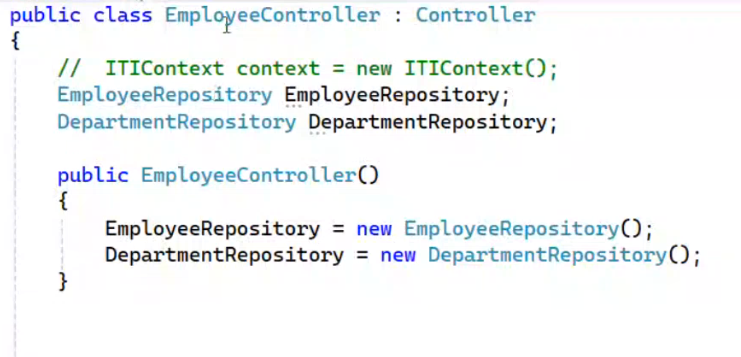 public class EmployeeController : Controller
{
//  ITIContext context = new ITIContext();
EmployeeRepository EmployeeRepository;
DepartmentRepository DepartmentRepository;
public EmployeeController()
{
EmployeeRepository = new EmployeeRepository();
DepartmentRepository = new DepartmentRepository();
}